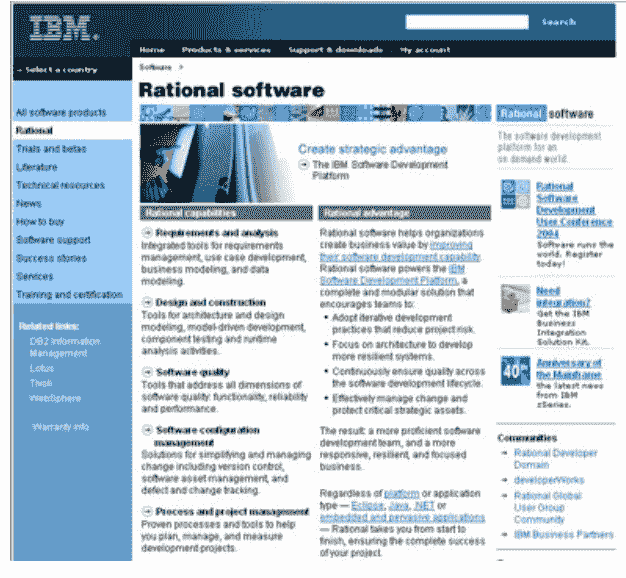 IBM.
Search
Home Products & services Support & downloads My account
Select a country
Software >
All software products
Rational
Trials and betas
Literature
Technical resources
News
How to buy
Software support
Success stories
Services
Training and certification
Related links:
DB2 Information
Management
Lotus
Tivoli
WebSphere
Warranty info
Rational software
Create strategic advantage
The IBM Software Development
Platform
Rational capabilities
Requirements and analysis
Integrated tools for requirements
management, use case development,
business modeling, and data
modeling.
Design and construction
Tools for architecture and design
modeling, model-driven development,
component testing and runtime
analysis activities.
Software quality
Tools that address all dimensions of
software quality: functionality, reliability
and performance.
Software configuration
management
Solutions for simplifying and managing
change including version control,
software asset management, and
defect and change tracking.
Process and project management
Proven processes and tools to help
you plan, manage, and measure
development projects.
Rational advantage
Rational software helps organizations
create business value by improving
their software development capability.
Rational software powers the IBM
Software Development Platform, a
complete and modular solution that
encourages teams to:
• Adopt iterative development
practices that reduce project risk.
• Focus on architecture to develop
more resilient systems.
• Continuously ensure quality across
the software development lifecycle.
• Effectively manage change and
protect critical strategic assets.
The result: a more proficient software
development team, and a more
responsive, resilient, and focused
business.
Regardless of platform or application
type — Eclipse, Java, .NET or
embedded and pervasive applications
— Rational takes you from start to
finish, ensuring the complete success
of your project.
Rational software
The software development
platform for an
on demand world.
Rational
Software
Development
User Conference
2004
Software runs the
world. Register
today!
Need
integration?
Get the IBM
Business
Integration
Solution Kit.
40TH
Anniversary of
the Mainframe
the latest news
from IBM
zSeries.
Communities
Rational Developer
Domain
developerWorks
Rational Global
User Group
Community
IBM Business Partners